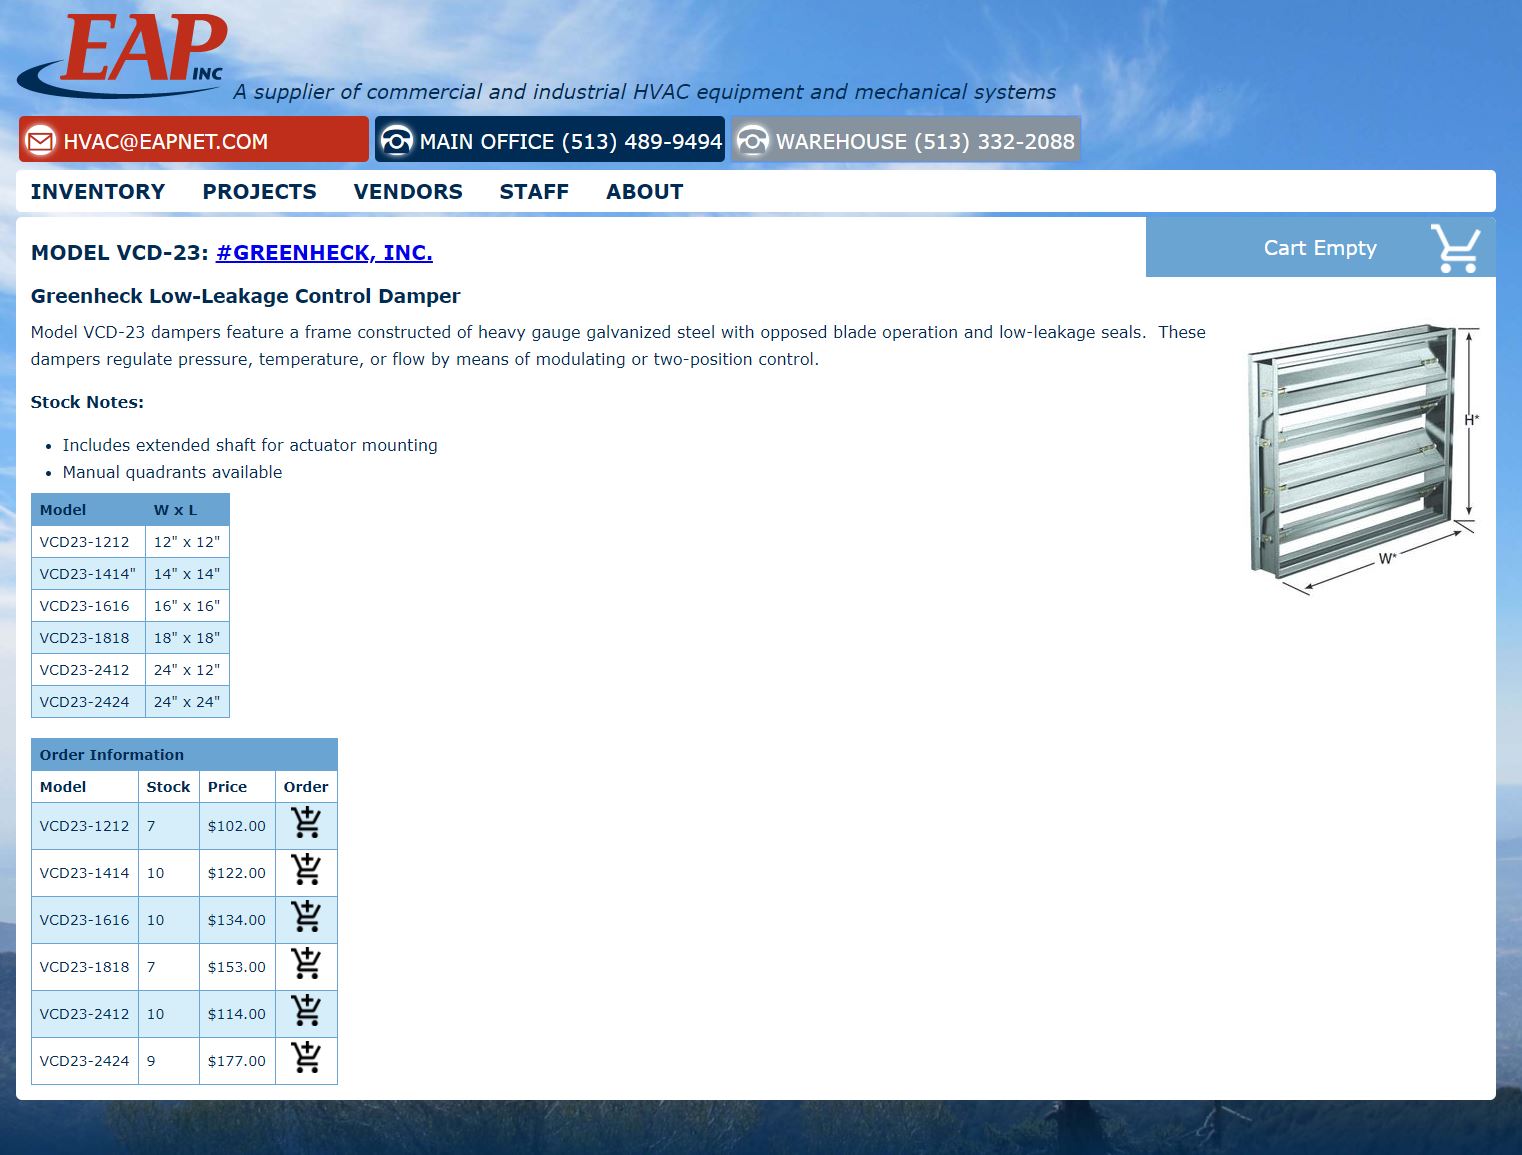 EAP INC
A supplier of commercial and industrial HVAC equipment and mechanical systems
HVAC@EAPNET.COM
MAIN OFFICE (513) 489-9494
WAREHOUSE (513) 332-2088
INVENTORY PROJECTS VENDORS STAFF ABOUT
Cart Empty
MODEL VCD-23: #GREENHECK, INC.
Greenheck Low-Leakage Control Damper
Model VCD-23 dampers feature a frame constructed of heavy gauge galvanized steel with opposed blade operation and low-leakage seals.  These
dampers regulate pressure, temperature, or flow by means of modulating or two-position control.
H*
W*
Stock Notes:
• Includes extended shaft for actuator mounting
• Manual quadrants available
Model W x L
VCD23-1212 12" x 12"
VCD23-1414" 14" x 14"
VCD23-1616 16" x 16"
VCD23-1818 18" x 18"
VCD23-2412 24" x 12"
VCD23-2424 24" x 24"
Order Information
Model Stock Price Order
VCD23-1212 7 $102.00
VCD23-1414 10 $122.00
VCD23-1616 10 $134.00
VCD23-1818 7 $153.00
VCD23-2412 10 $114.00
VCD23-2424 9 $177.00